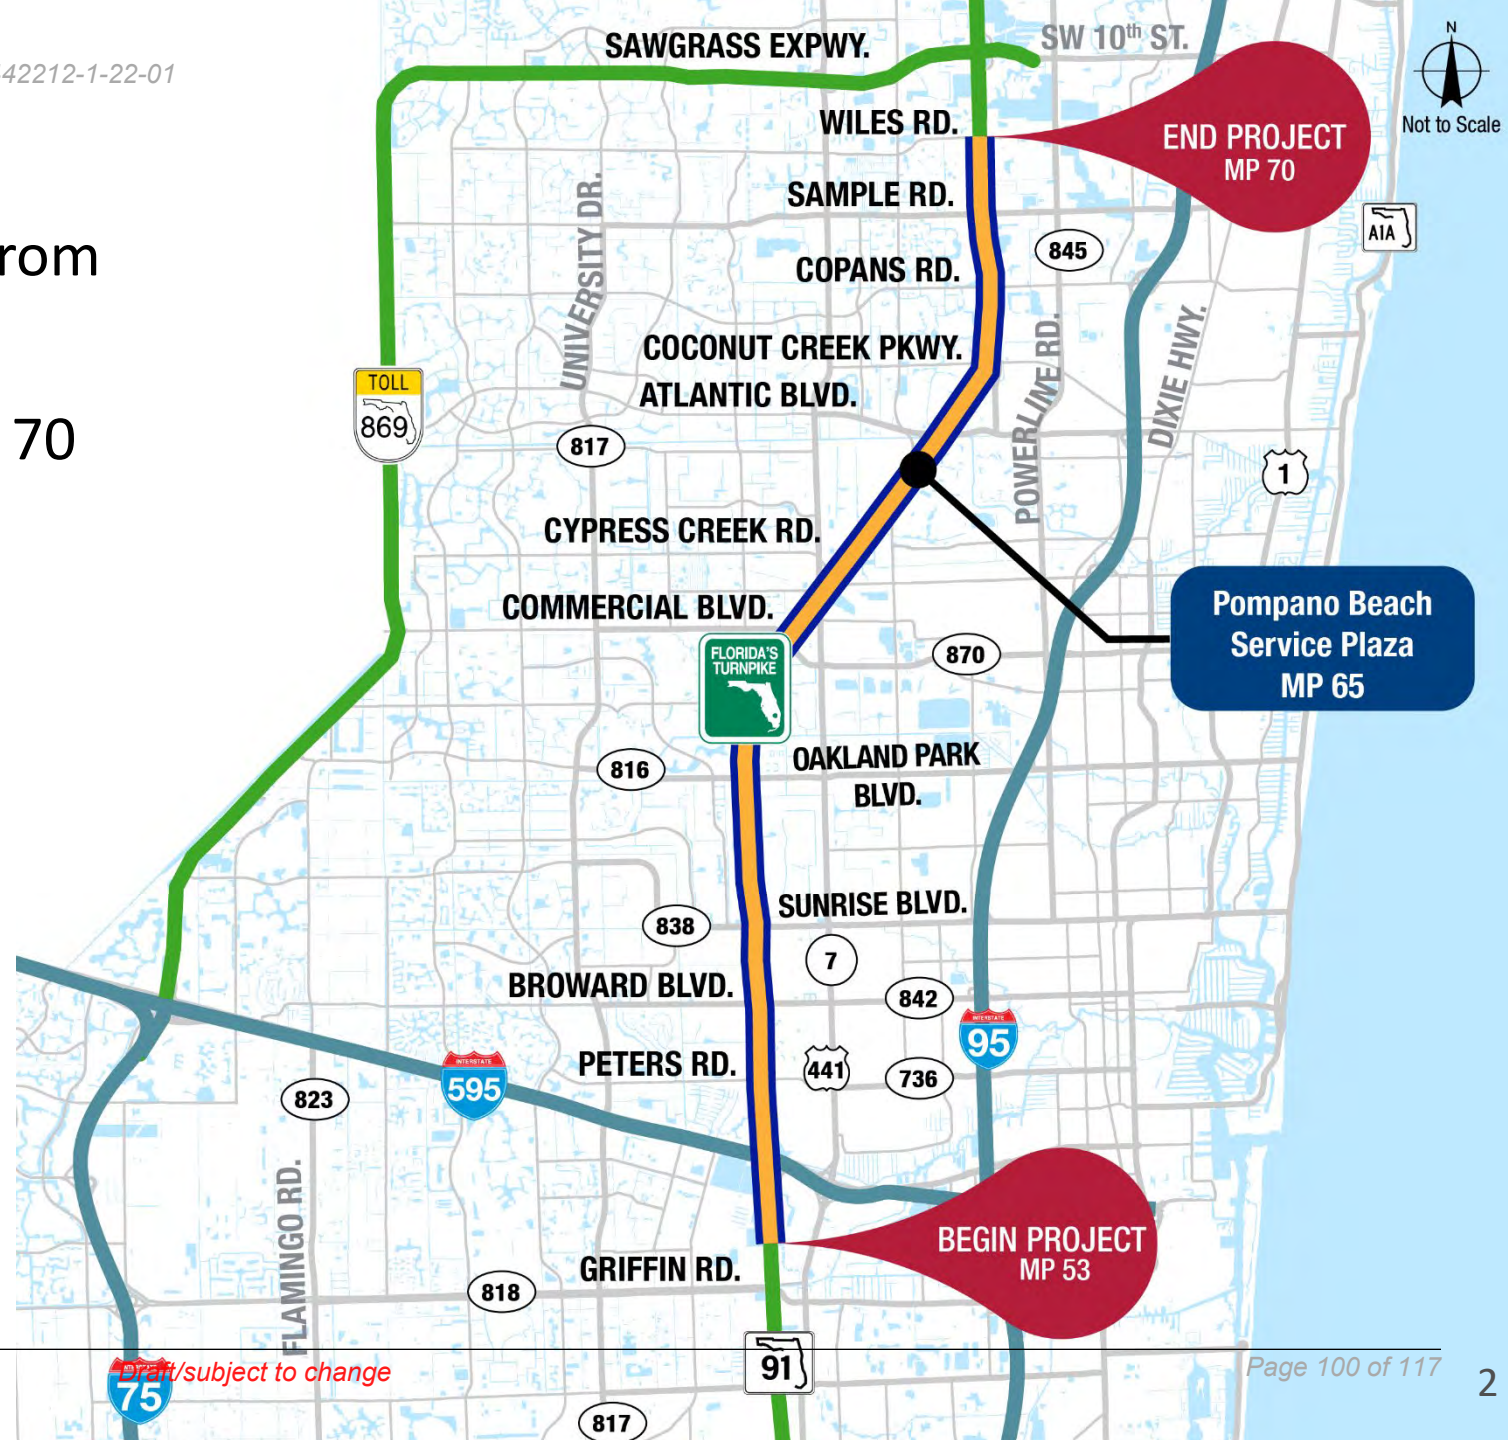 SAWGRASS EXPWY.
SW 10th ST.
N
42212-1-22-01
WILES RD.
Not to Scale
END PROJECT
MP 70
SAMPLE RD.
UNIVERSITY DR.
A1A
rom
845
COPANS RD.
COCONUT CREEK PKWY.
POWERLINE RD.
DIXIE HWY.
TOLL
869
ATLANTIC BLVD.
70
817
1
CYPRESS CREEK RD.
COMMERCIAL BLVD.
Pompano Beach
Service Plaza
MP 65
FLORIDA'S
TURNPIKE
870
OAKLAND PARK
BLVD.
816
SUNRISE BLVD.
838
7
BROWARD BLVD.
842
INTERSTATE
95
PETERS RD.
441
736
INTERSTATE
595
823
FLAMINGO RD.
BEGIN PROJECT
MP 53
GRIFFIN RD.
818
91
INTERSTATE
75
Draft/subject to change
Page 100 of 117
2
817